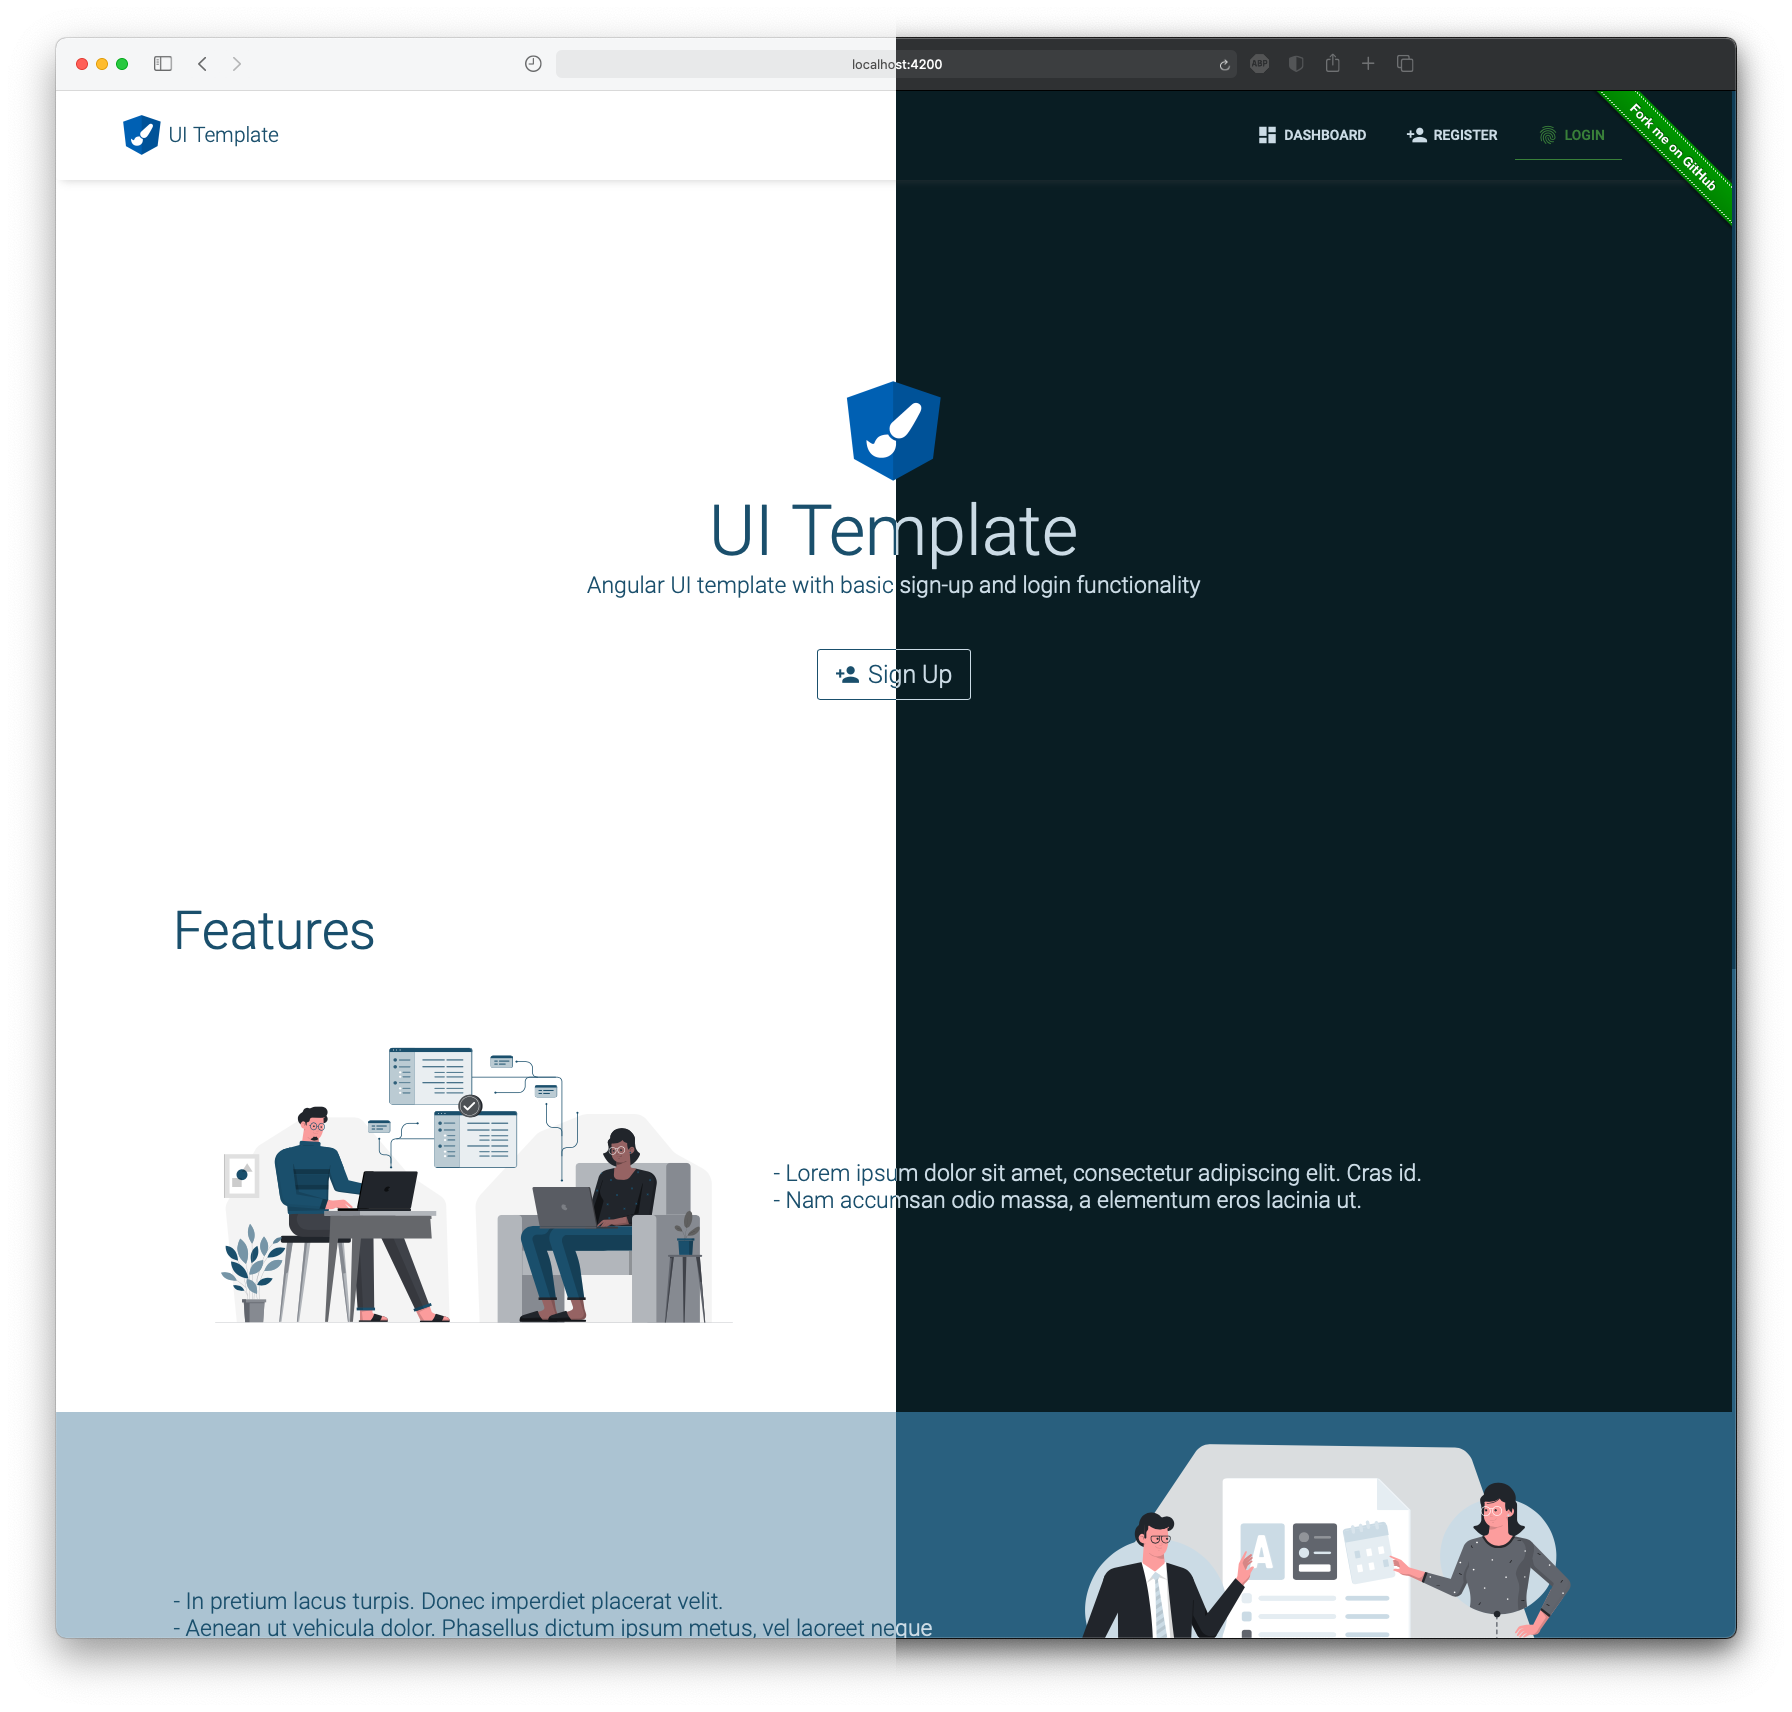 localhost:4200
ABP
UI Template
DASHBOARD
REGISTER
LOGIN
Fork me on GitHub
UI Template
Angular UI template with basic sign-up and login functionality
Sign Up
Features
- Lorem ipsum dolor sit amet, consectetur adipiscing elit. Cras id.
- Nam accumsan odio massa, a elementum eros lacinia ut.
A
- In pretium lacus turpis. Donec imperdiet placerat velit.
- Aenean ut vehicula dolor. Phasellus dictum ipsum metus, vel laoreet neque